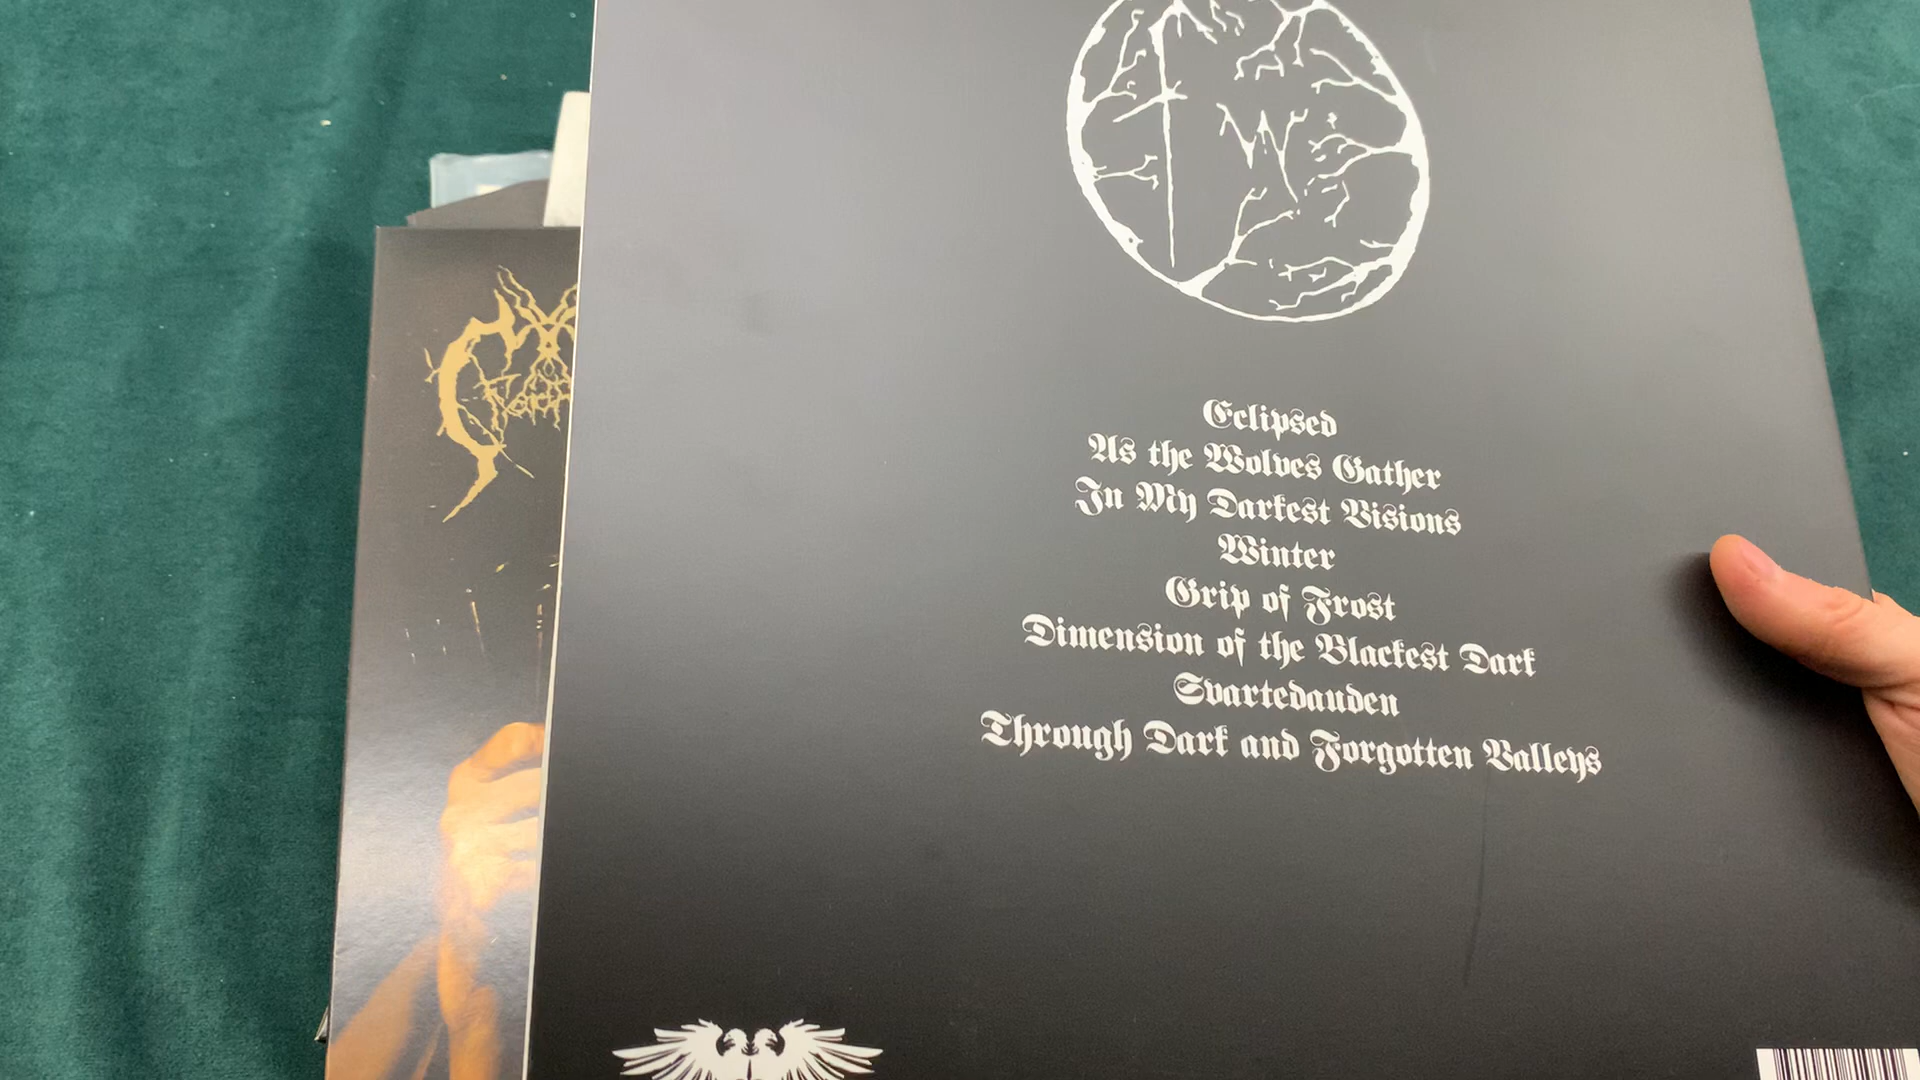 Eclipsed
As the Wolves Gather
In My Darkest Visions
Winter
Grip of Frost
Dimension of the Blackest Dark
Svartedauden
Through Dark and Forgotten Valleys